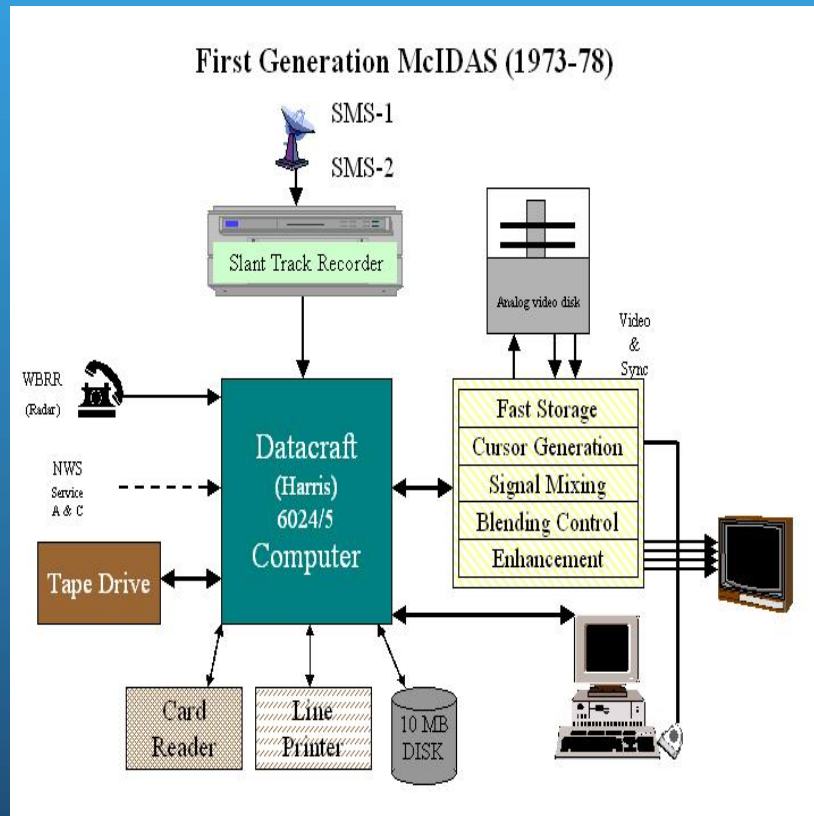 First Generation McIDAS (1973-78)
SMS-1
SMS-2
Slant Track Recorder
Analog video disk
Video
&
Sync
WBRR
(Radar)
NWS
Service
A & C
Tape Drive
Datacraft
(Harris)
6024/5
Computer
Fast Storage
Cursor Generation
Signal Mixing
Blending Control
Enhancement
Card
Reader
Line
Printer
10 MB
DISK